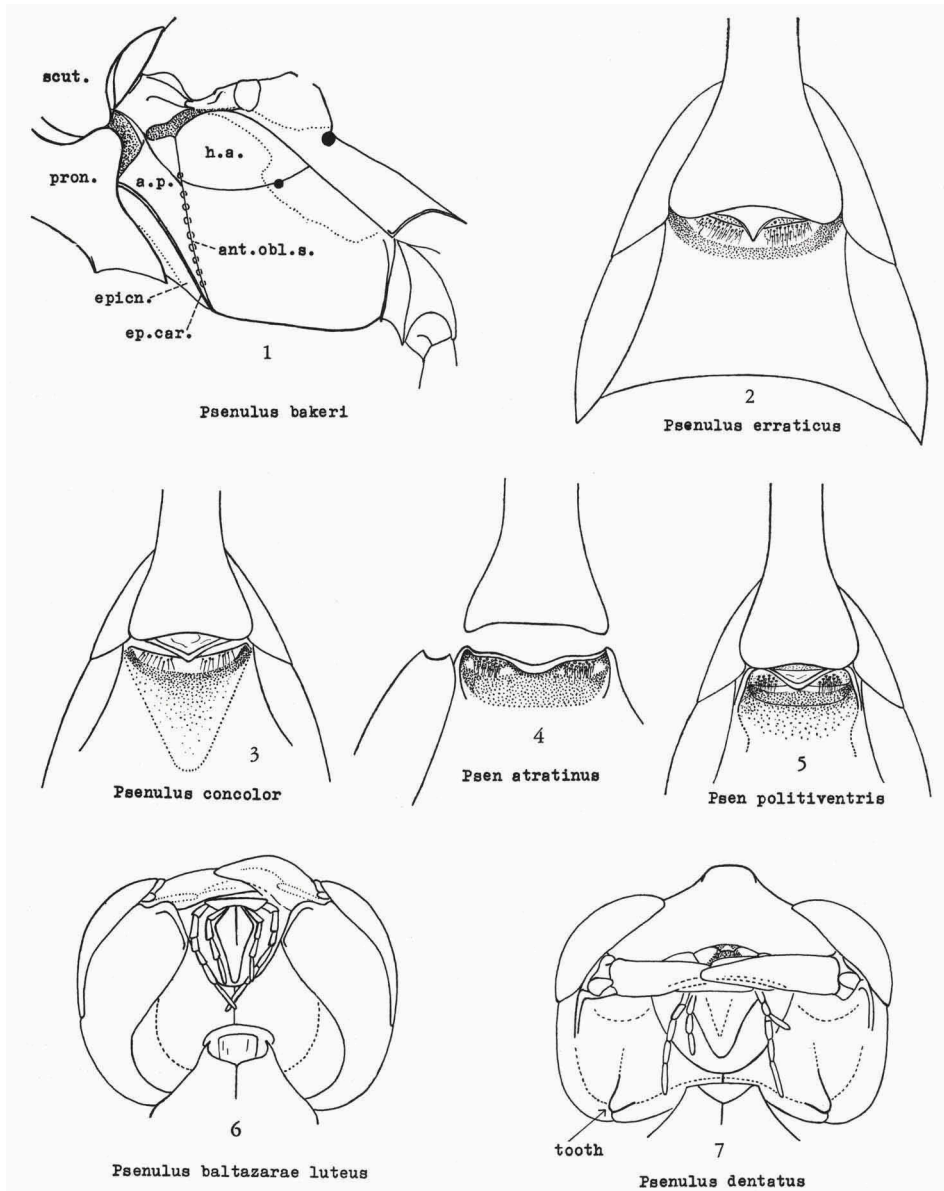 scut.
pron.
a.p.
h.a.
ant.obl.s.
epicn.
ep.car.
1
Psenulus bakeri
2
Psenulus erraticus
3
Psenulus concolor
4
Psen atratinus
5
Psen politiventris
6
Psenulus baltazarae luteus
tooth
7
Psenulus dentatus